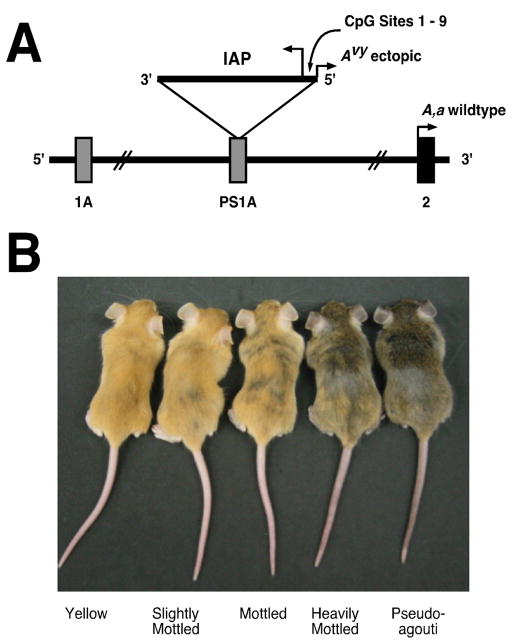 A
CpG Sites 1 - 9
IAP
Avy ectopic
3'
5'
A,a wildtype
5'
3'
1A
PS1A
2
B
Yellow
Slightly
Mottled
Mottled
Heavily
Mottled
Pseudo-
agouti